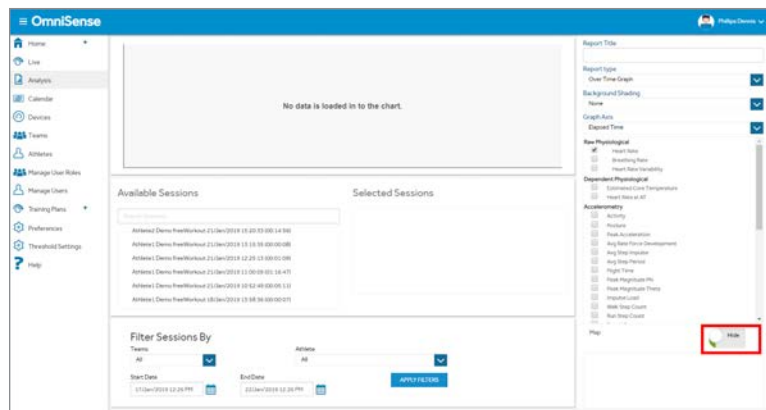 ≡ OmniSense
Phillips Dennis
Home
Live
Analysis
Calendar
Devices
Teams
Athletes
Manage User Roles
Manage Users
Training Plans
Preferences
Threshold Settings
Help
No data is loaded in to the chart.
Available Sessions
Selected Sessions
Search Sessions
Athlete2 Demo freeWorkout 21/Jan/2019 15:20:33 (00:14:56)
Athlete1 Demo freeWorkout 21/Jan/2019 13:15:55 (00:00:08)
Athlete1 Demo freeWorkout 21/Jan/2019 12:25:13 (00:01:09)
Athlete1 Demo freeWorkout 21/Jan/2019 11:00:09 (01:16:47)
Athlete1 Demo freeWorkout 21/Jan/2019 10:52:49 (00:05:11)
Athlete1 Demo freeWorkout 18/Jan/2019 13:58:36 (00:00:07)
Filter Sessions By
Teams
All
Athlete
All
Start Date
17/Jan/2019 12:26 PM
End Date
22/Jan/2019 12:26 PM
APPLY FILTERS
Report Title
Report type
Over Time Graph
Background Shading
None
Graph Axis
Elapsed Time
Raw Physiological
Heart Rate
Breathing Rate
Heart Rate Variability
Dependent Physiological
Estimated Core Temperature
Heart Rate at AT
Accelerometry
Activity
Posture
Peak Acceleration
Avg Rate Force Development
Avg Step Impulse
Avg Step Period
Flight Time
Peak Magnitude Phi
Peak Magnitude Theta
Impulse Load
Walk Step Count
Run Step Count
Map
Hide